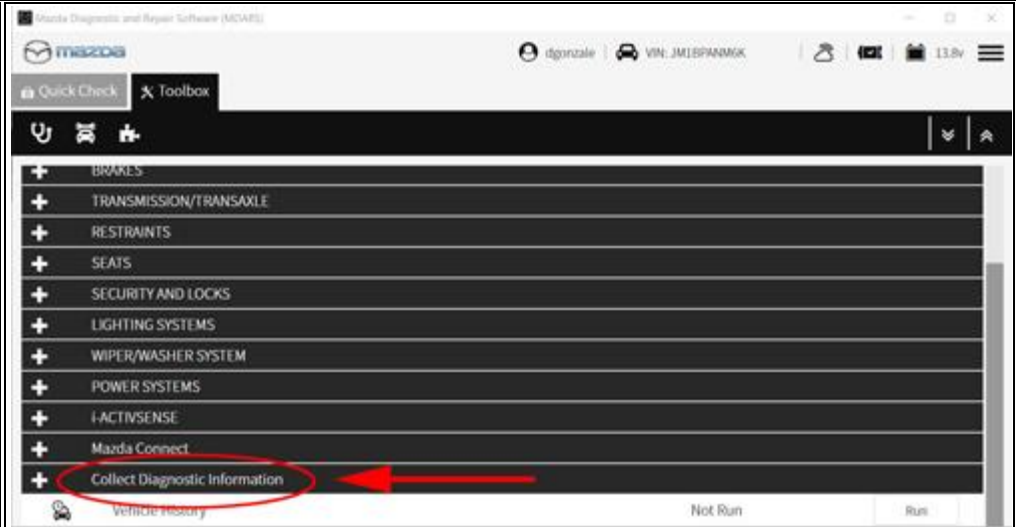 Mazda Diagnostic and Repair Software (MDARS)
mazda dgonzale VIN: JM1BPANM6K 13.8v
Quick Check Toolbox
BRAKES
TRANSMISSION/TRANSAXLE
RESTRAINTS
SEATS
SECURITY AND LOCKS
LIGHTING SYSTEMS
WIPER/WASHER SYSTEM
POWER SYSTEMS
i-ACTIVSENSE
Mazda Connect
Collect Diagnostic Information
Vehicle History Not Run Run